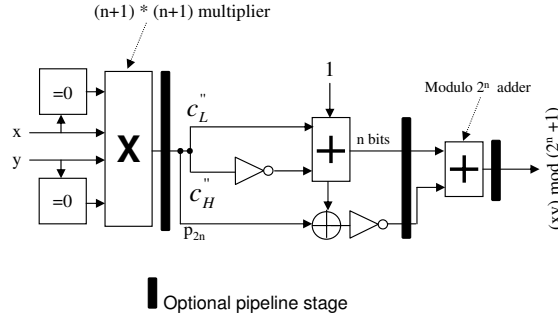 (n+1) * (n+1) multiplier
=0
x
y
=0
X
c"L
c"H
p2n
1
+
n bits
Modulo 2ⁿ adder
+
(xy) mod (2ⁿ +1)
Optional pipeline stage